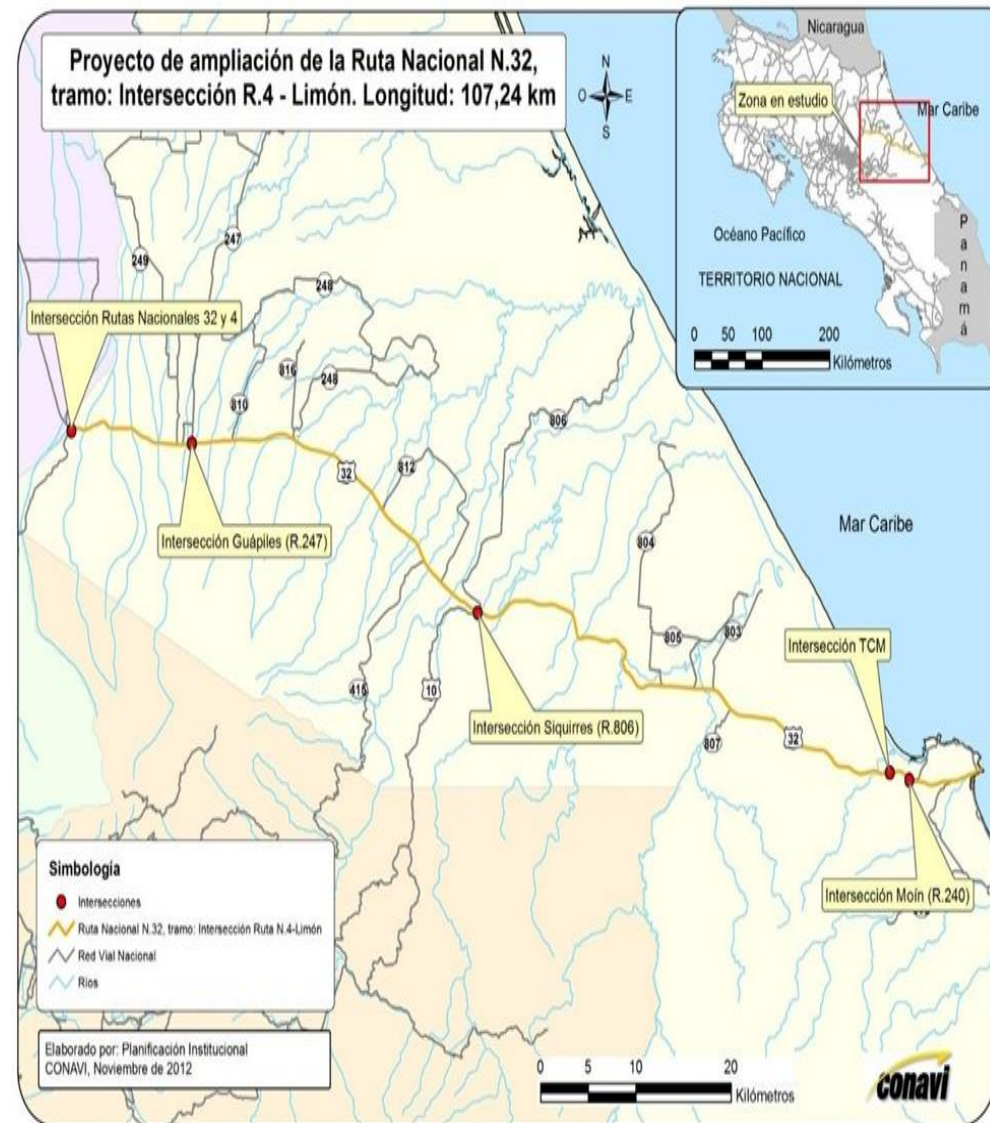 Proyecto de ampliación de la Ruta Nacional N.32,
tramo: Intersección R.4 - Limón. Longitud: 107,24 km
N
O
E
S
Nicaragua
Zona en estudio
Mar Caribe
Océano Pacífico
TERRITORIO NACIONAL
Panamá
0 50 100 200
Kilómetros
247
249
248
Intersección Rutas Nacionales 32 y 4
816
248
810
806
32
812
Intersección Guápiles (R.247)
Mar Caribe
804
805
803
Intersección TCM
415
10
Intersección Siquirres (R.806)
807
32
Intersección Moín (R.240)
Simbología
Intersecciones
Ruta Nacional N.32, tramo: Intersección Ruta N.4-Limón
Red Vial Nacional
Ríos
Elaborado por: Planificación Institucional
CONAVI, Noviembre de 2012
0 5 10 20
Kilómetros
conavi